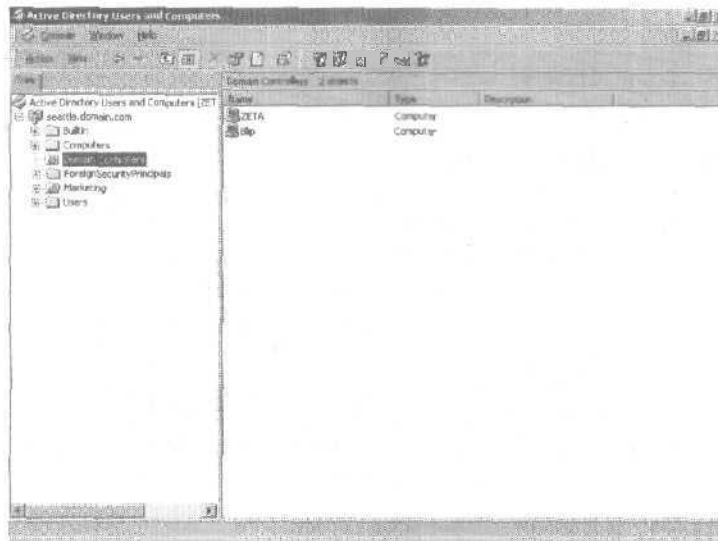 Active Directory Users and Computers
Console Window Help
Action View
Tree
Domain Controllers 2 objects
Active Directory Users and Computers [ZET
seattle.domain.com
Builtin
Computers
Domain Controllers
ForeignSecurityPrincipals
Marketing
Users
Name Type Description
ZETA Computer
Blip Computer